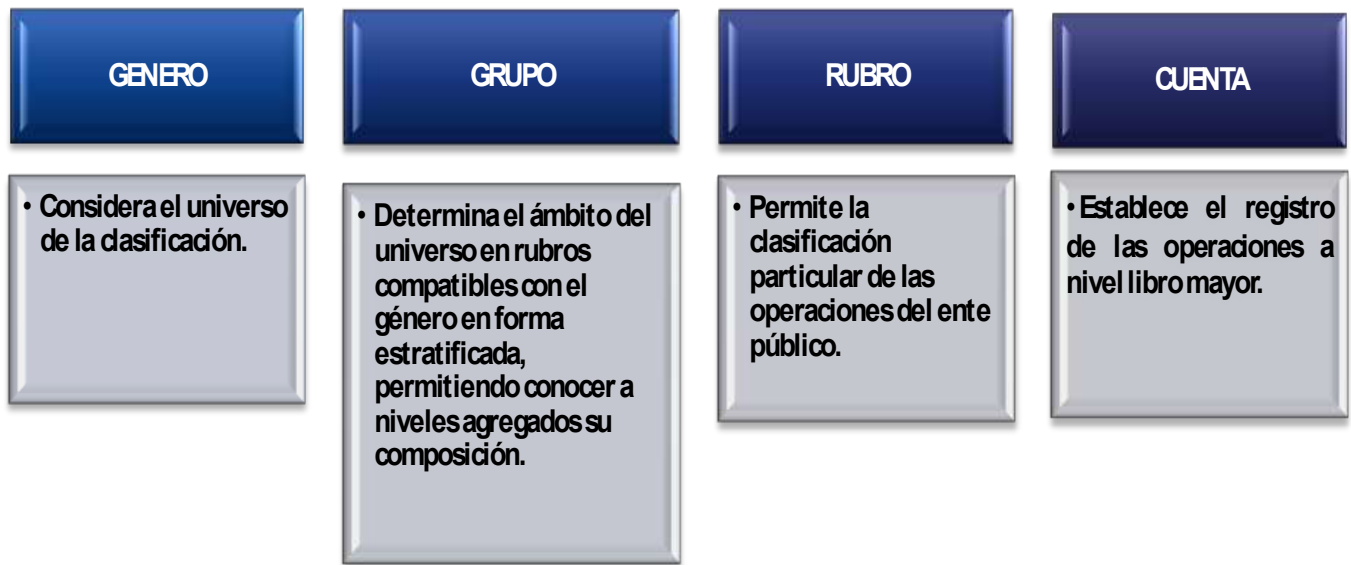 GENERO
• Considera el universo
de la clasificación.
GRUPO
• Determina el ámbito del
universo en rubros
compatibles con el
género en forma
estratificada,
permitiendo conocer a
niveles agregados su
composición.
RUBRO
• Permite la
clasificación
particular de las
operaciones del ente
público.
CUENTA
• Establece el registro
de las operaciones a
nivel libro mayor.